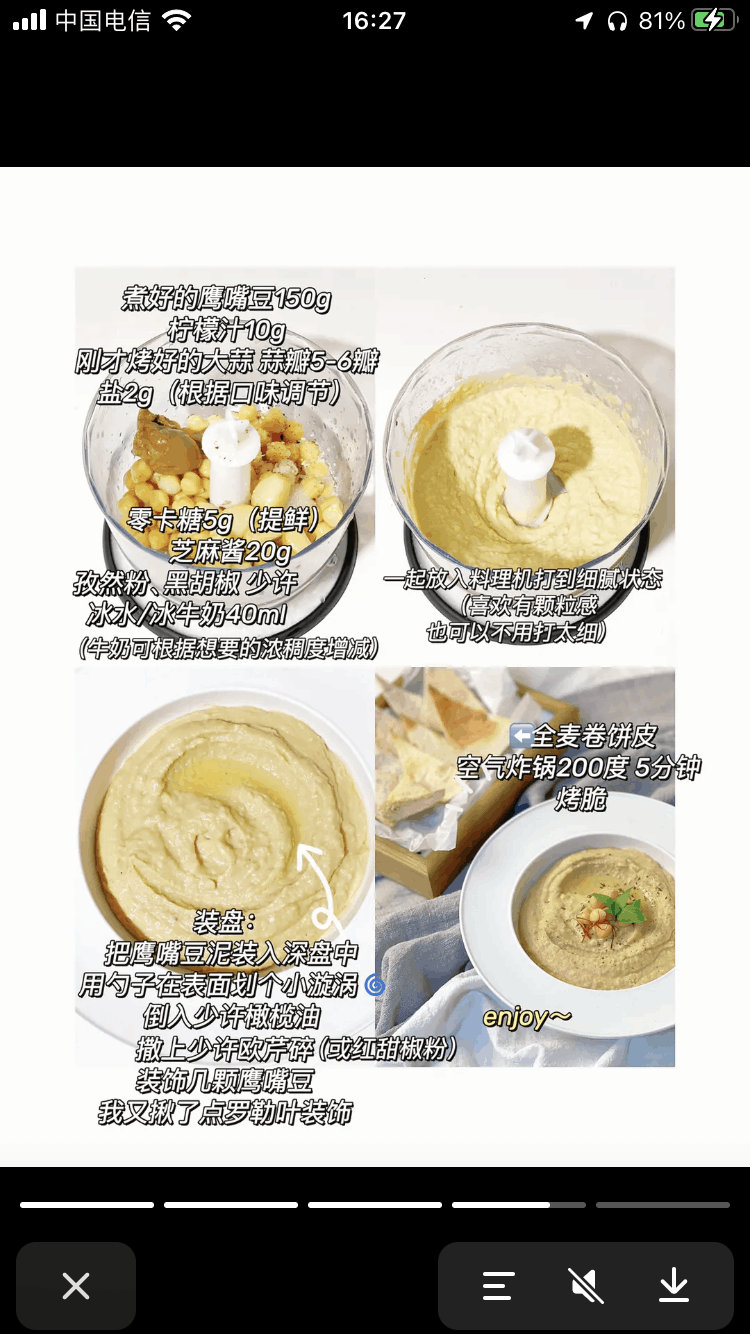 中国电信
16:27
81%
煮好的鹰嘴豆150g
柠檬汁10g
刚才烤好的大蒜 蒜瓣5-6瓣
盐2g（根据口味调节）
零卡糖5g（提鲜）
芝麻酱20g
孜然粉、黑胡椒 少许
冰水/冰牛奶40ml
（牛奶可根据想要的浓稠度增减）
一起放入料理机打到细腻状态
（喜欢有颗粒感
也可以不用打太细）
装盘：
把鹰嘴豆泥装入深盘中
用勺子在表面划个小漩涡🌀
倒入少许橄榄油
撒上少许欧芹碎（或红甜椒粉）
装饰几颗鹰嘴豆
我又揪了点罗勒叶装饰
⬅️全麦卷饼皮
空气炸锅200度 5分钟
烤脆
enjoy～